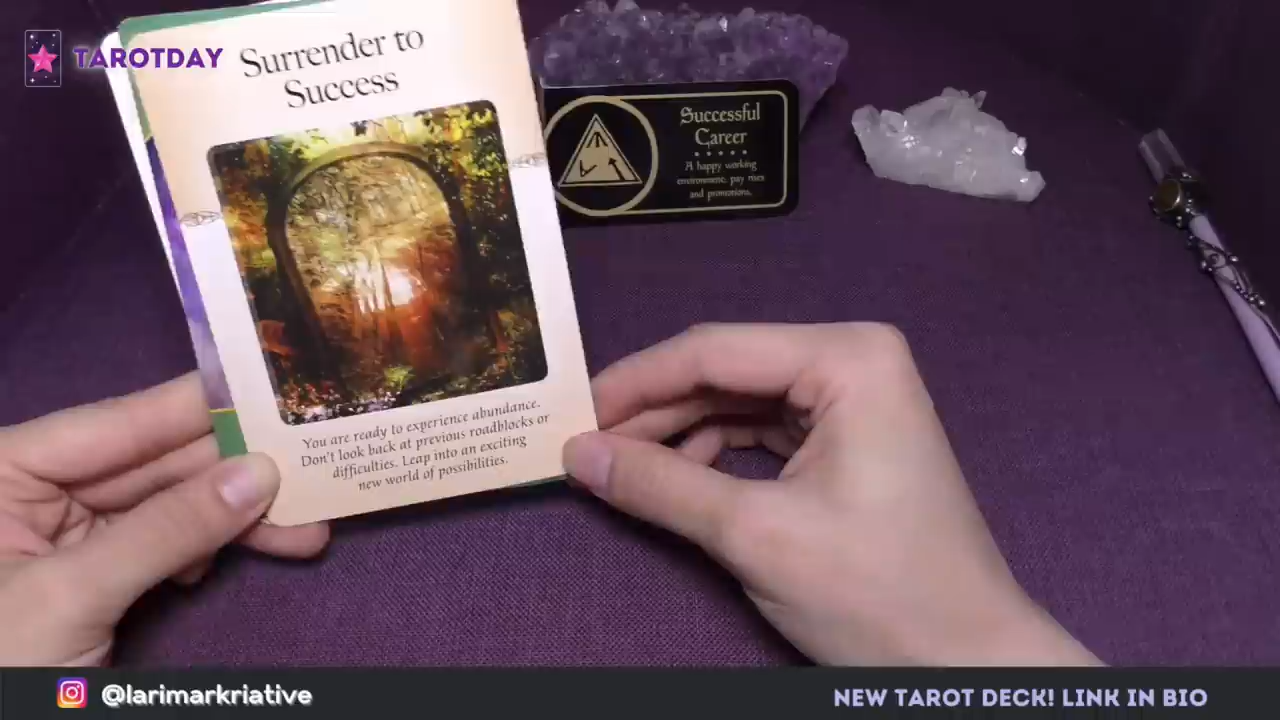 TAROTDAY
Surrender to
Success
You are ready to experience abundance.
Don't look back at previous roadblocks or
difficulties. Leap into an exciting
new world of possibilities.
Successful
Career
A happy working
environment, pay rises
and promotions.
@larimarkriative
NEW TAROT DECK! LINK IN BIO